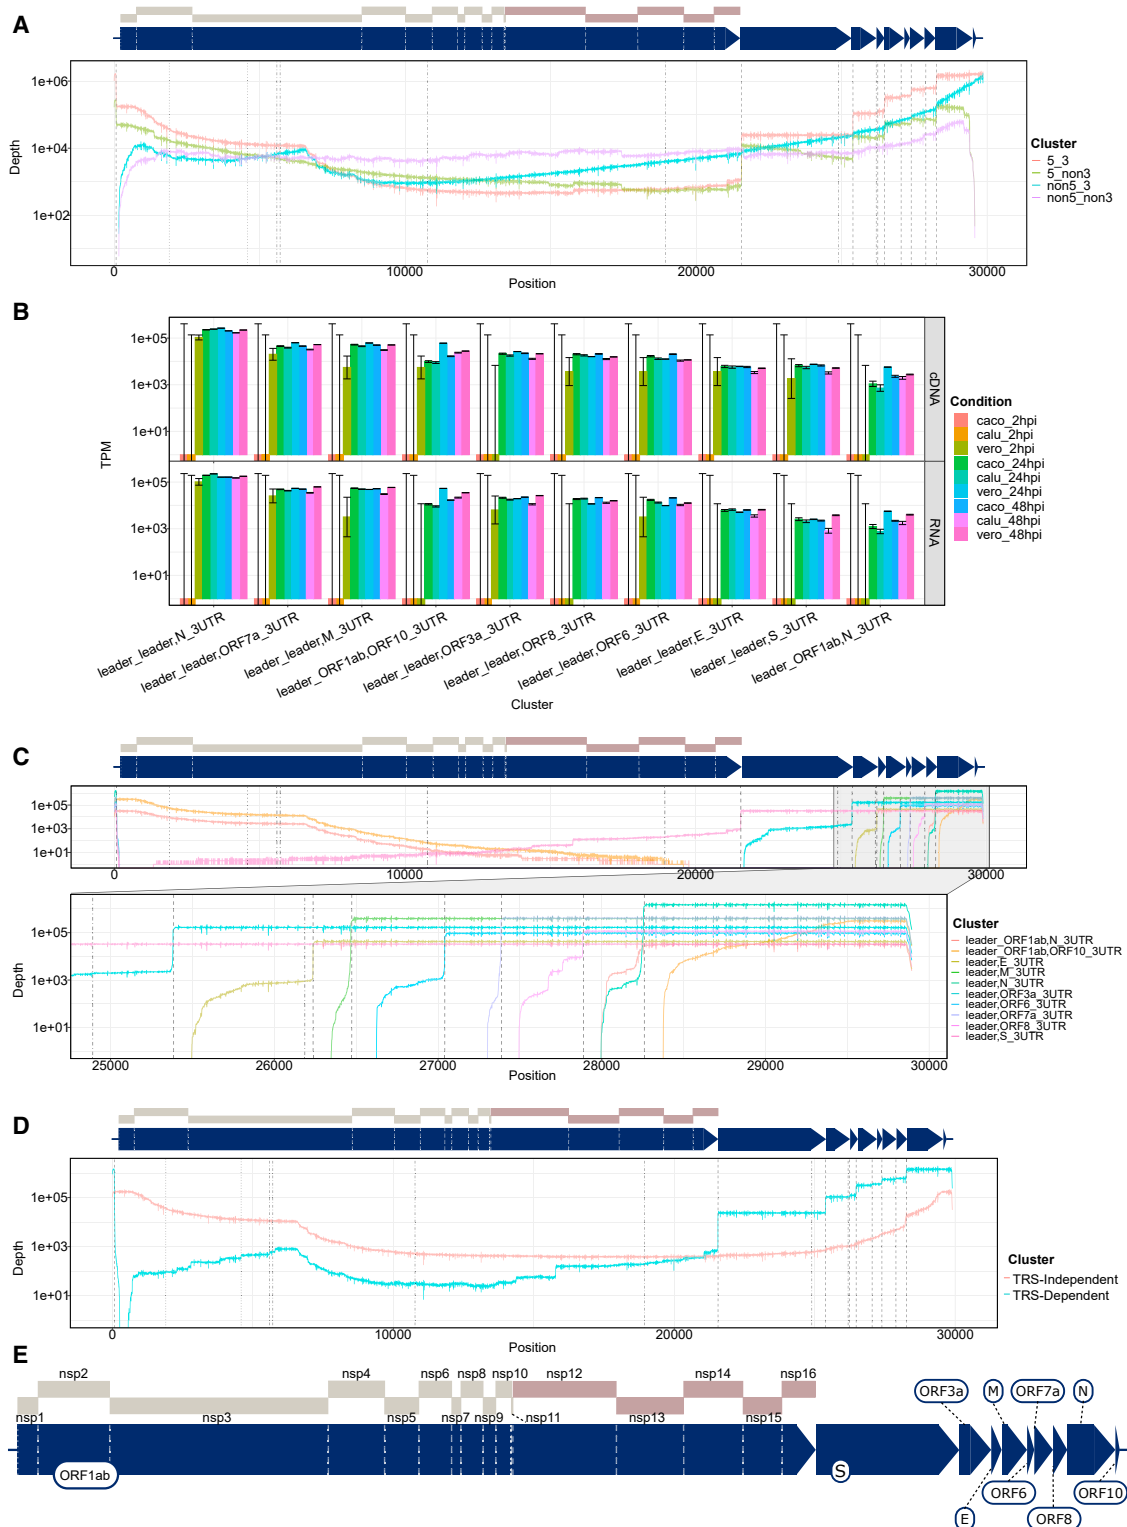 A
1e+06
1e+04
1e+02
Depth
0
10000
20000
30000
Position
Cluster
5_3
5_non3
non5_3
non5_non3
B
1e+05
1e+03
1e+01
1e+05
1e+03
1e+01
TPM
cDNA
RNA
leader_leader,N_3UTR
leader_leader,ORF7a_3UTR
leader_leader,M_3UTR
leader_ORF1ab,ORF10_3UTR
leader_leader,ORF3a_3UTR
leader_leader,ORF8_3UTR
leader_leader,ORF6_3UTR
leader_leader,E_3UTR
leader_leader,S_3UTR
leader_ORF1ab,N_3UTR
Cluster
Condition
caco_2hpi
calu_2hpi
vero_2hpi
caco_24hpi
calu_24hpi
vero_24hpi
caco_48hpi
calu_48hpi
vero_48hpi
C
1e+05
1e+03
1e+01
0
10000
20000
30000
1e+05
1e+03
1e+01
Depth
25000
26000
27000
28000
29000
30000
Position
Cluster
leader_ORF1ab,N_3UTR
leader_ORF1ab,ORF10_3UTR
leader,E_3UTR
leader,M_3UTR
leader,N_3UTR
leader,ORF3a_3UTR
leader,ORF6_3UTR
leader,ORF7a_3UTR
leader,ORF8_3UTR
leader,S_3UTR
D
1e+05
1e+03
1e+01
Depth
0
10000
20000
30000
Position
Cluster
TRS-Independent
TRS-Dependent
E
nsp2
nsp4
nsp6
nsp8
nsp10
nsp12
nsp14
nsp16
nsp1
nsp3
nsp5
nsp7
nsp9
nsp11
nsp13
nsp15
ORF3a
M
ORF7a
N
ORF1ab
S
E
ORF6
ORF8
ORF10